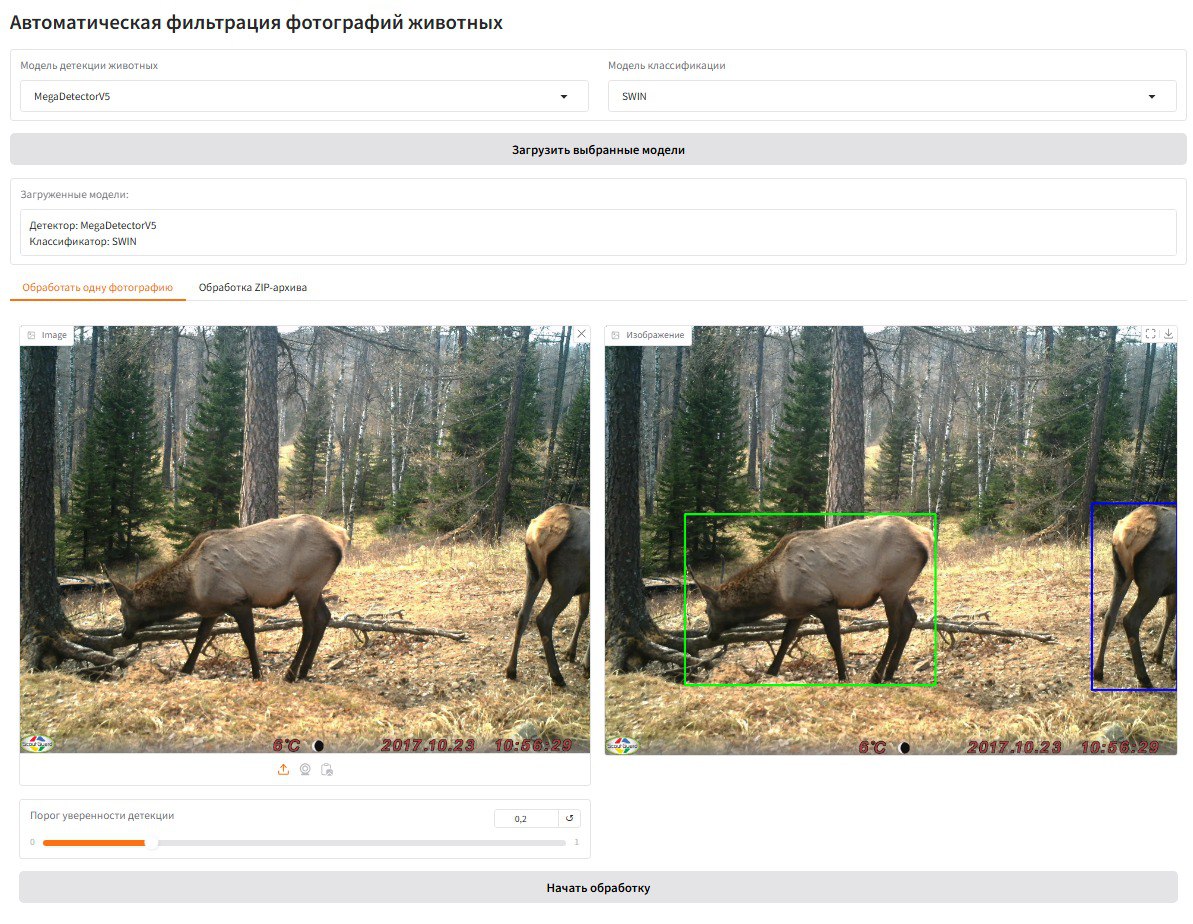 Автоматическая фильтрация фотографий животных
Модель детекции животных
MegaDetectorV5
Модель классификации
SWIN
Загрузить выбранные модели
Загруженные модели:
Детектор: MegaDetectorV5
Классификатор: SWIN
Обработать одну фотографию
Обработка ZIP-архива
Image
ScoutGuard
6°C 2017.10.23 10:56:29
Изображение
ScoutGuard
6°C 2017.10.23 10:56:29
Порог уверенности детекции
0,2
0
1
Начать обработку